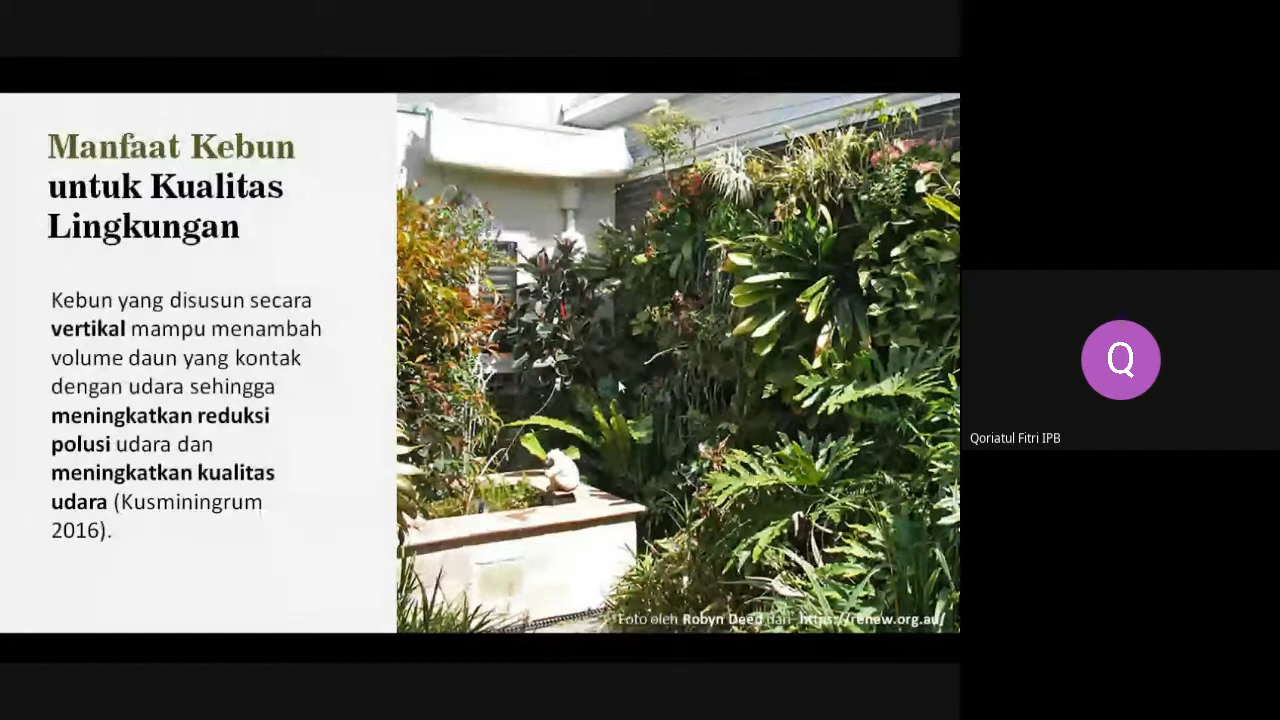 Manfaat Kebun
untuk Kualitas
Lingkungan
Kebun yang disusun secara
vertikal mampu menambah
volume daun yang kontak
dengan udara sehingga
meningkatkan reduksi
polusi udara dan
meningkatkan kualitas
udara (Kusminingrum
2016).
Foto oleh Robyn Deed dari https://renew.org.au/
Q
Qoriatul Fitri IPB